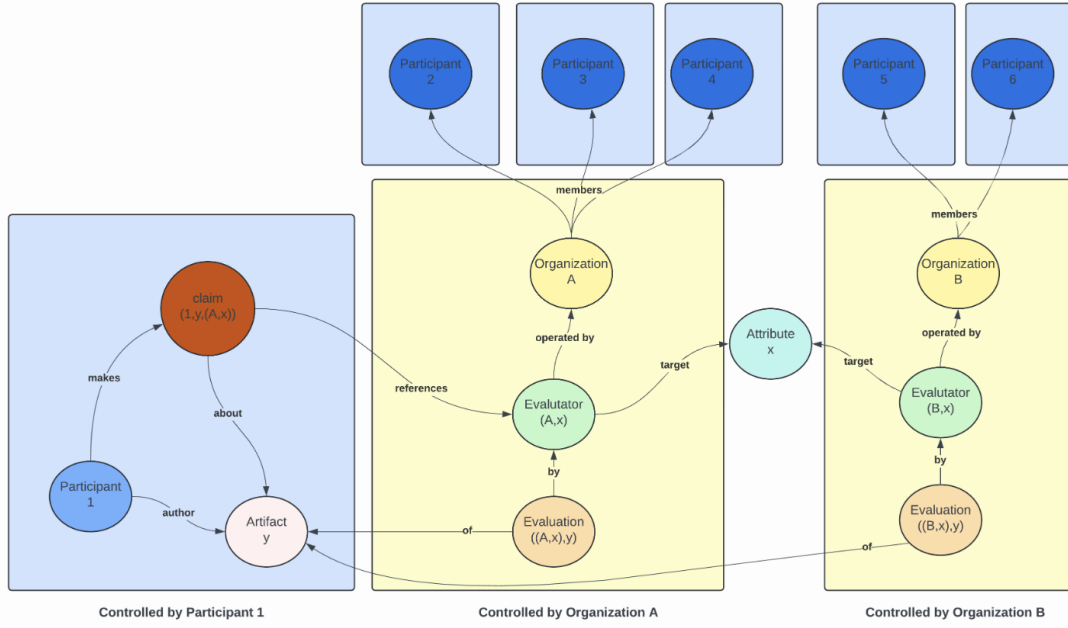 Participant
2
Participant
3
Participant
4
Participant
5
Participant
6
members
members
claim
(1,y,(A,x))
Organization
A
Organization
B
operated by
operated by
Attribute
x
makes
references
target
target
about
Evalutator
(A,x)
Evalutator
(B,x)
by
by
Participant
1
author
Artifact
y
of
Evaluation
((A,x),y)
Evaluation
((B,x),y)
of
Controlled by Participant 1
Controlled by Organization A
Controlled by Organization B